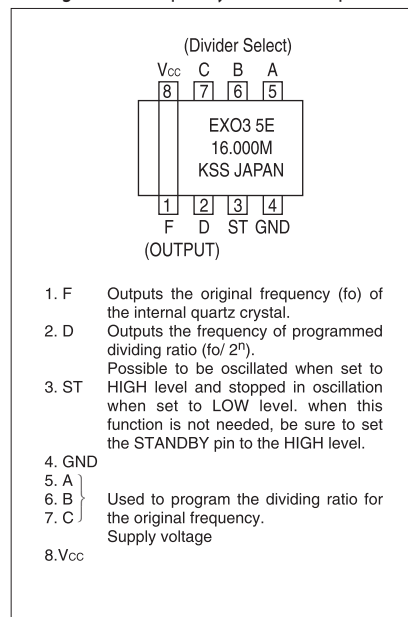 (Divider Select)
Vcc C B A
8 7 6 5
EXO3 5E
16.000M
KSS JAPAN
1 2 3 4
F D ST GND
(OUTPUT)
1. F Outputs the original frequency (fo) of
the internal quartz crystal.
2. D Outputs the frequency of programmed
dividing ratio (fo/ 2ⁿ).
Possible to be oscillated when set to
3. ST HIGH level and stopped in oscillation
when set to LOW level. when this
function is not needed, be sure to set
the STANDBY pin to the HIGH level.
4. GND
5. A
6. B Used to program the dividing ratio for
7. C the original frequency.
Supply voltage
8.Vcc